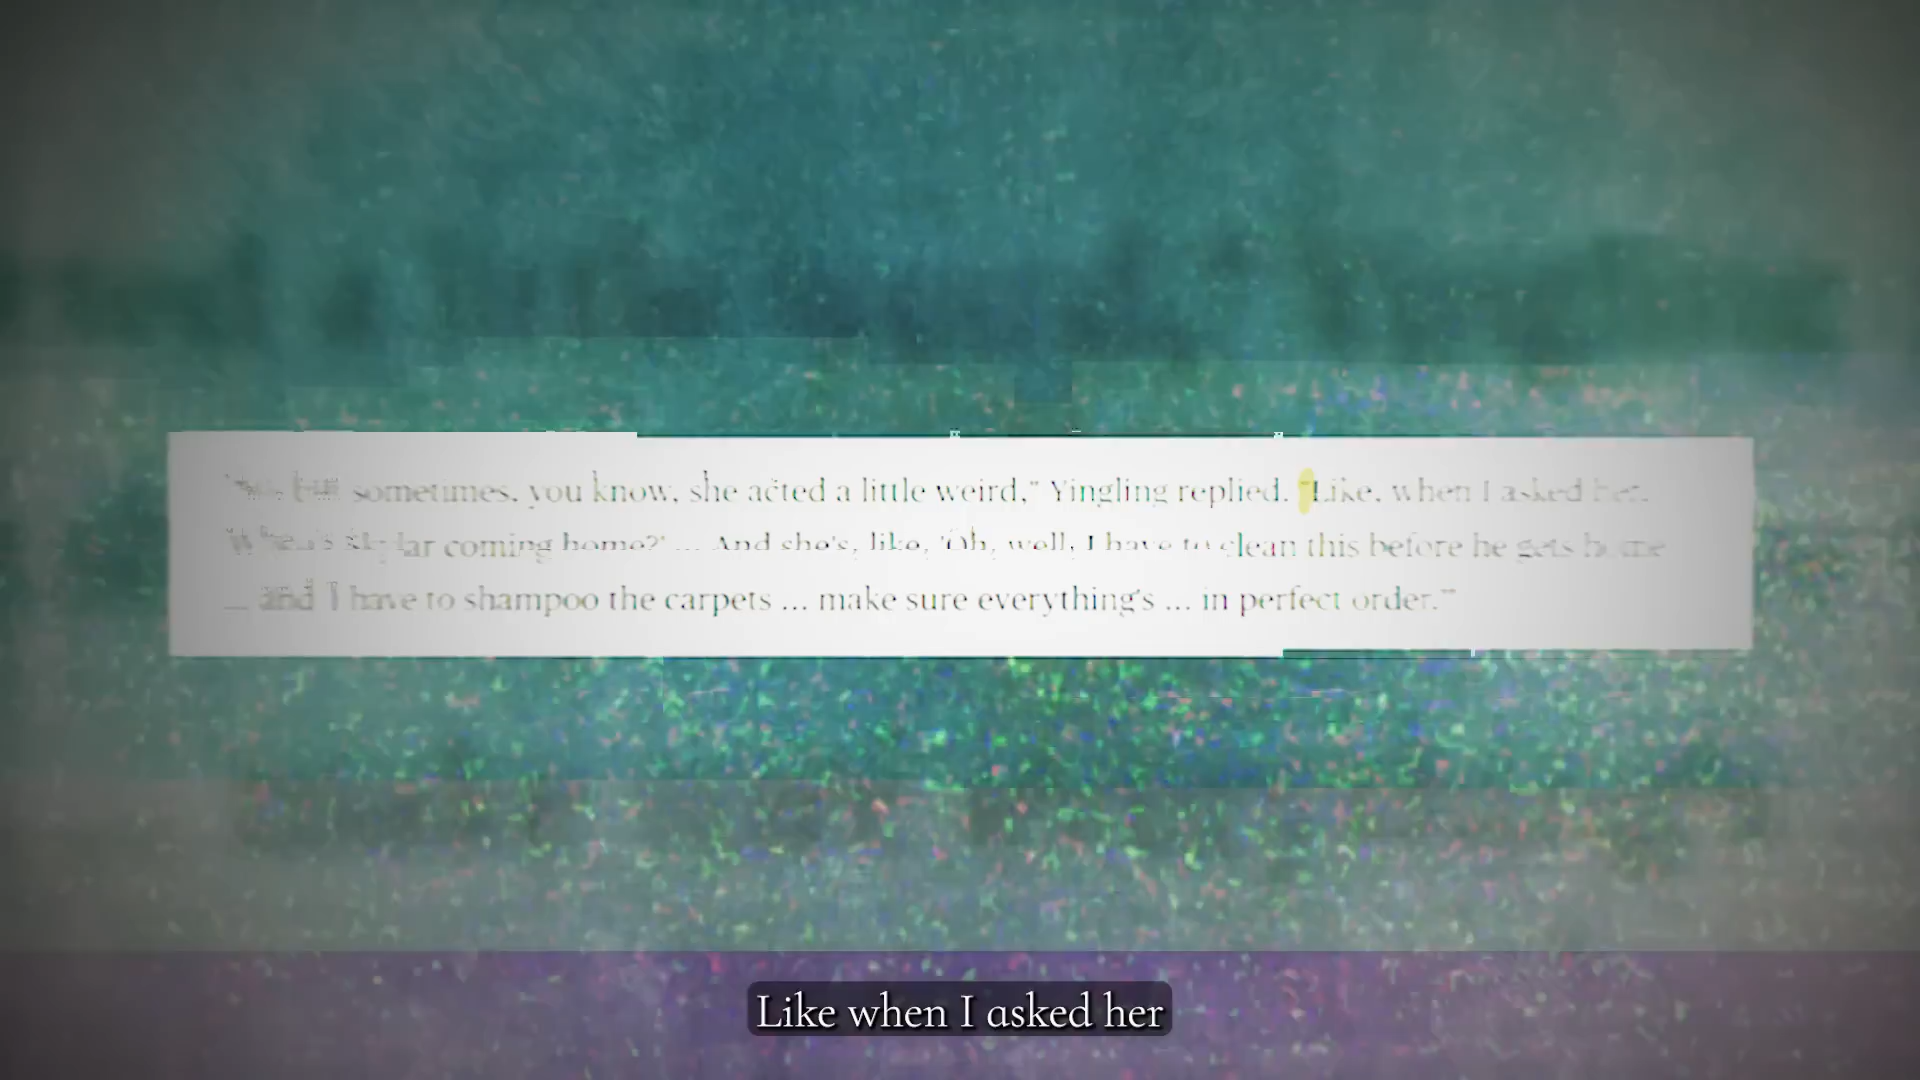 sometimes, you know, she acted a little weird," Yingling replied. "Like, when I asked her,
coming home?' ... And she's, like, 'Oh, well, I have to clean this before he gets home
... and I have to shampoo the carpets ... make sure everything's ... in perfect order.'"
Like when I asked her